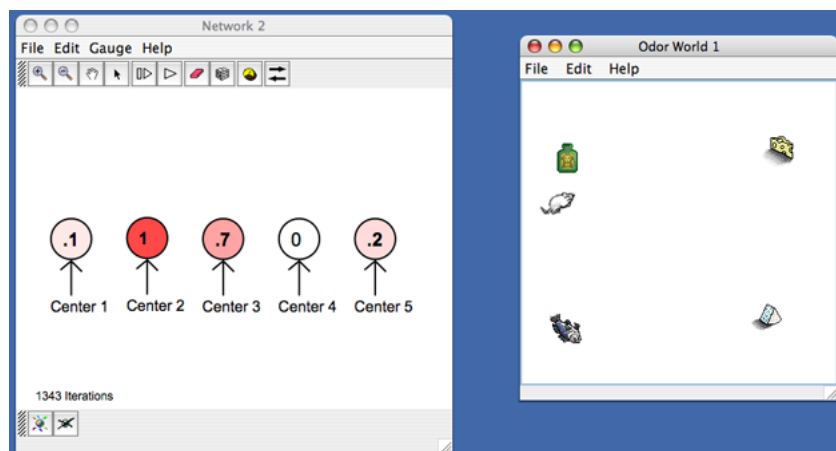 Network 2
File Edit Gauge Help
.1 1 .7 0 .2
Center 1 Center 2 Center 3 Center 4 Center 5
1343 Iterations
Odor World 1
File Edit Help